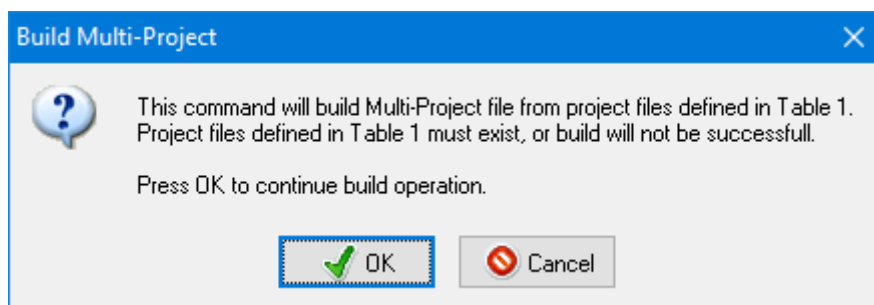 Build Multi-Project
This command will build Multi-Project file from project files defined in Table 1.
Project files defined in Table 1 must exist, or build will not be successfull.
Press OK to continue build operation.
OK
Cancel